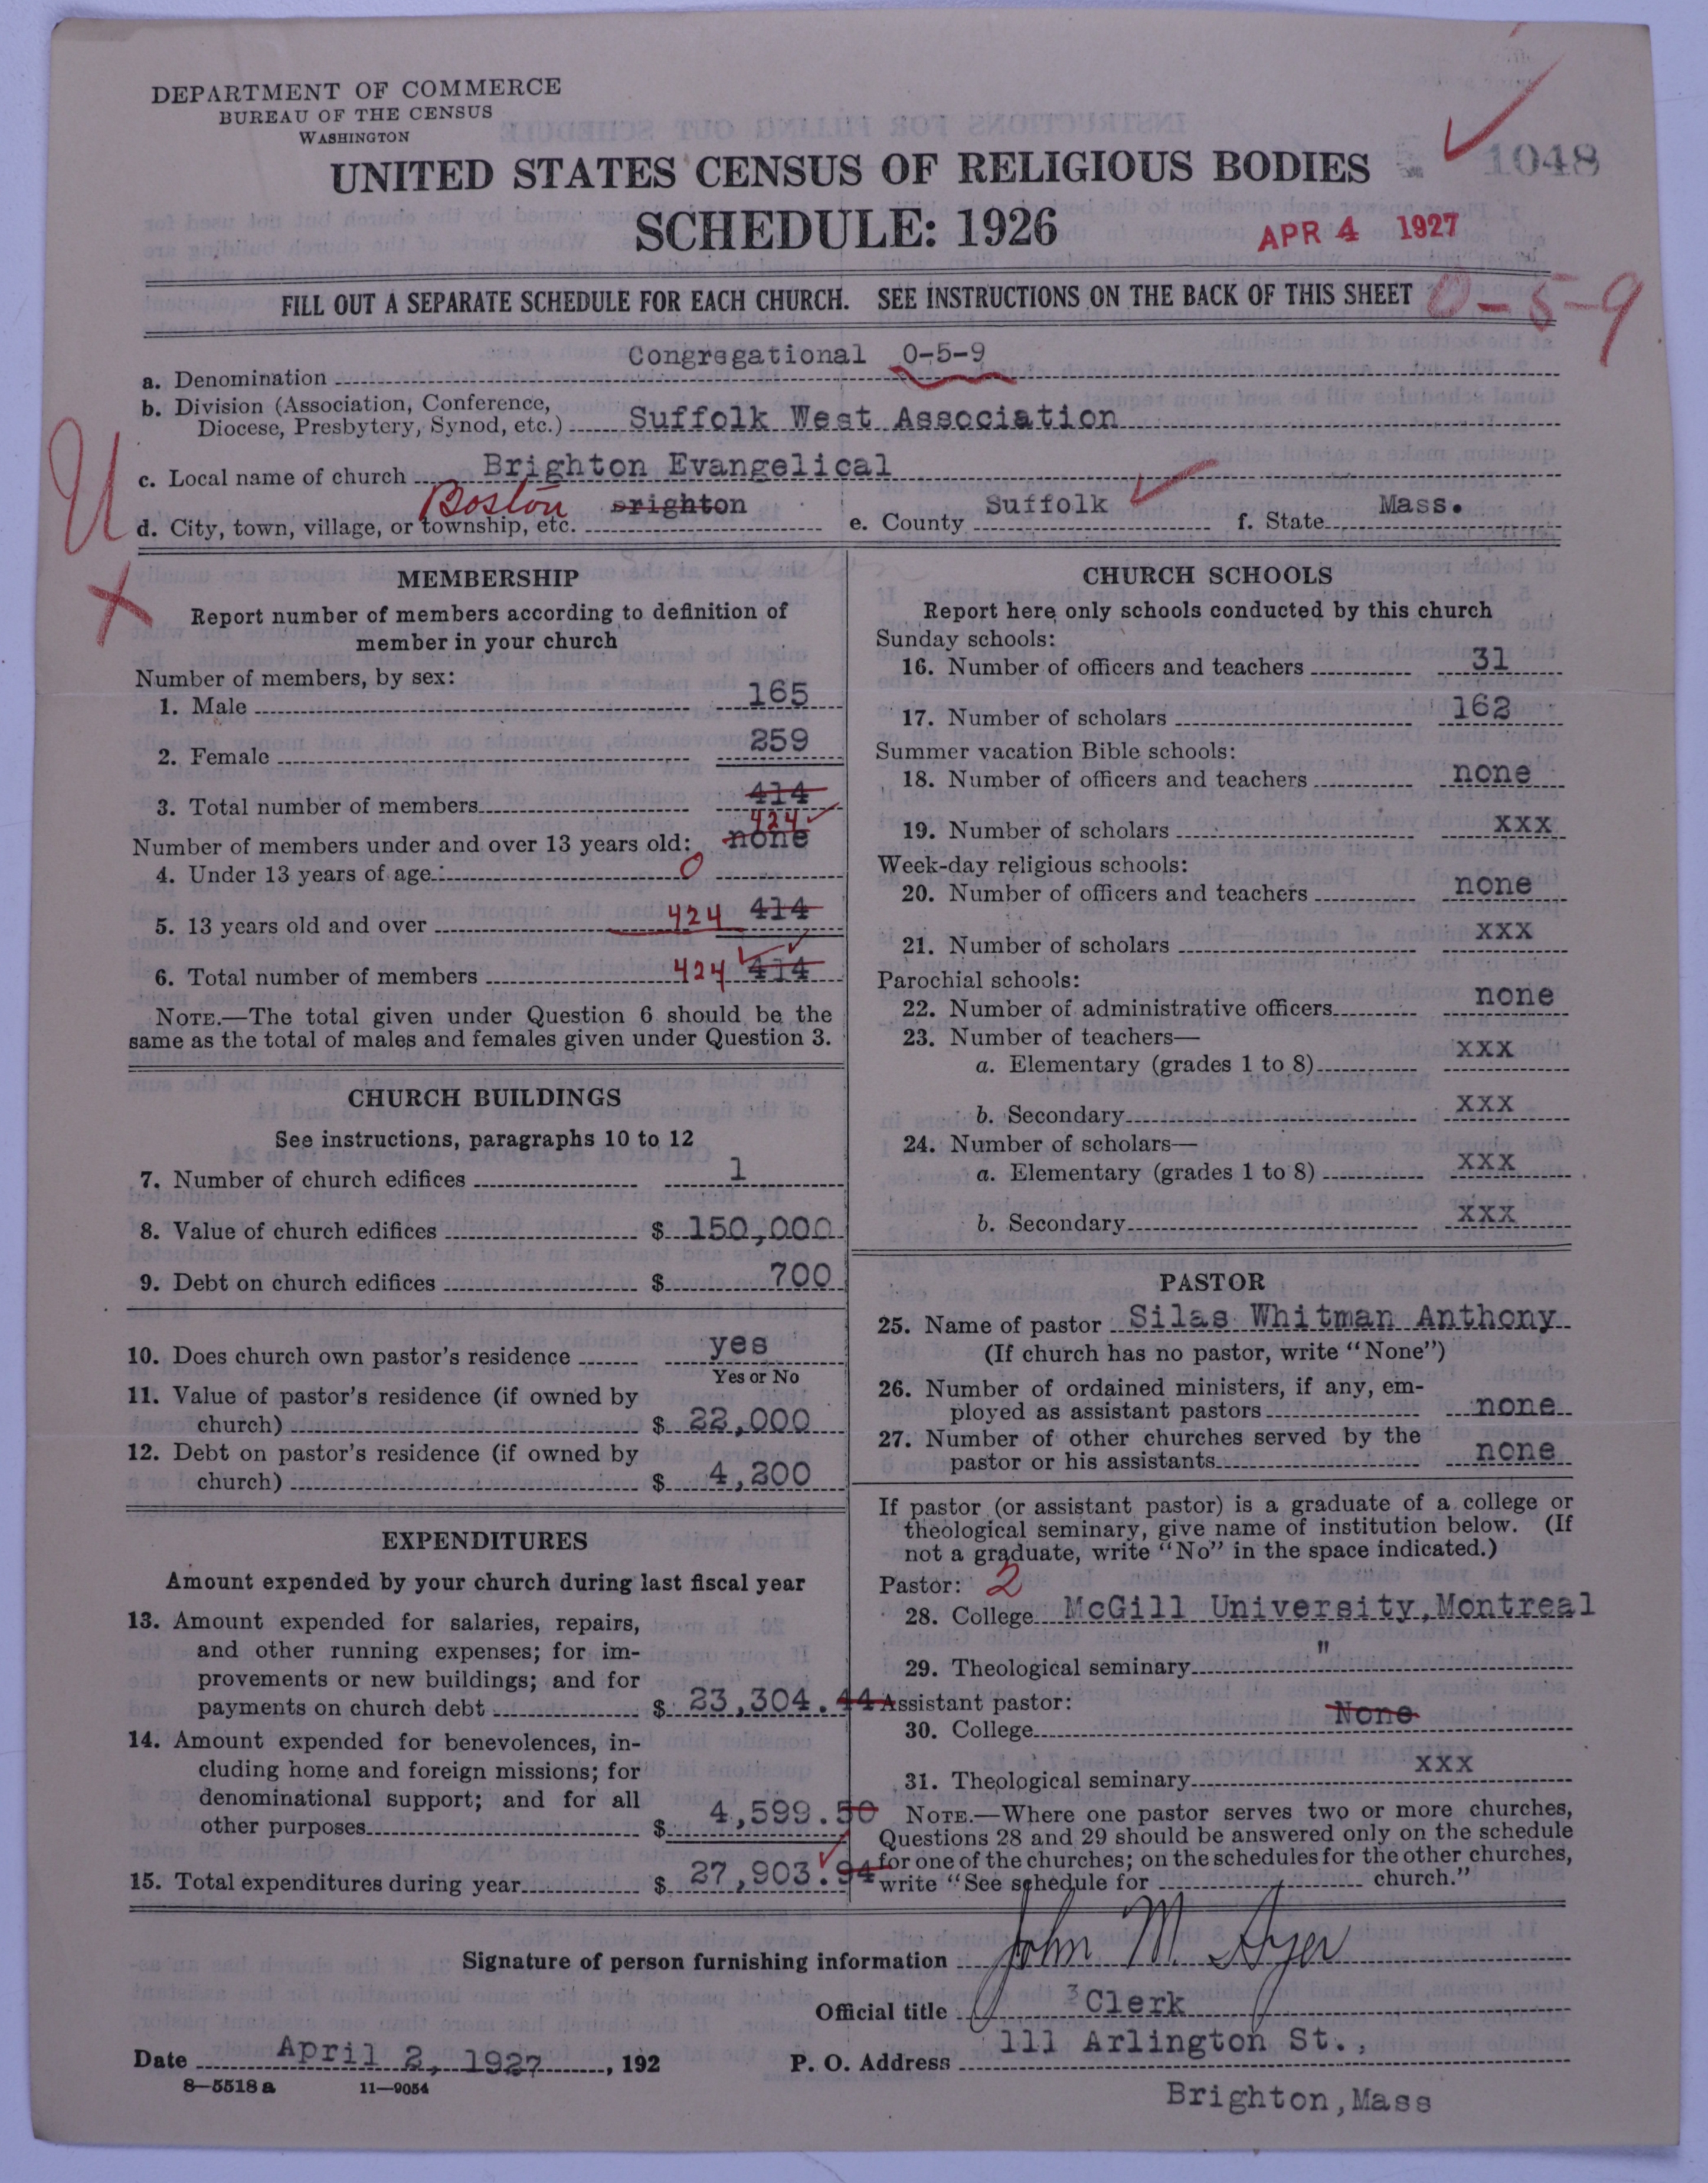 DEPARTMENT OF COMMERCE
BUREAU OF THE CENSUS
WASHINGTON
1048
UNITED STATES CENSUS OF RELIGIOUS BODIES
SCHEDULE: 1926
APR 4 1927
FILL OUT A SEPARATE SCHEDULE FOR EACH CHURCH. SEE INSTRUCTIONS ON THE BACK OF THIS SHEET
0-5-9
a. Denomination Congregational 0-5-9
b. Division (Association, Conference,
Diocese, Presbytery, Synod, etc.) Suffolk West Association
U
c. Local name of church Brighton Evangelical
d. City, town, village, or township, etc. Boston Brighton e. County Suffolk f. State Mass.
X
MEMBERSHIP
Report number of members according to definition of
member in your church
Number of members, by sex:
1. Male 165
2. Female 259
3. Total number of members 414
424
Number of members under and over 13 years old: none
4. Under 13 years of age 0
5. 13 years old and over 424 414
6. Total number of members 424 414
NOTE.—The total given under Question 6 should be the
same as the total of males and females given under Question 3.
CHURCH BUILDINGS
See instructions, paragraphs 10 to 12
7. Number of church edifices 1
8. Value of church edifices $ 150,000
9. Debt on church edifices $ 700
10. Does church own pastor's residence yes
Yes or No
11. Value of pastor's residence (if owned by
church) $ 22,000
12. Debt on pastor's residence (if owned by
church) $ 4,200
EXPENDITURES
Amount expended by your church during last fiscal year
13. Amount expended for salaries, repairs,
and other running expenses; for im-
provements or new buildings; and for
payments on church debt $ 23,304.44
14. Amount expended for benevolences, in-
cluding home and foreign missions; for
denominational support; and for all
other purposes $ 4,599.50
15. Total expenditures during year $ 27,903.94
CHURCH SCHOOLS
Report here only schools conducted by this church
Sunday schools:
16. Number of officers and teachers 31
17. Number of scholars 162
Summer vacation Bible schools:
18. Number of officers and teachers none
19. Number of scholars xxx
Week-day religious schools:
20. Number of officers and teachers none
21. Number of scholars xxx
Parochial schools:
22. Number of administrative officers none
23. Number of teachers—
a. Elementary (grades 1 to 8) xxx
b. Secondary xxx
24. Number of scholars—
a. Elementary (grades 1 to 8) xxx
b. Secondary xxx
PASTOR
25. Name of pastor Silas Whitman Anthony
(If church has no pastor, write "None")
26. Number of ordained ministers, if any, em-
ployed as assistant pastors none
27. Number of other churches served by the
pastor or his assistants none
If pastor (or assistant pastor) is a graduate of a college or
theological seminary, give name of institution below. (If
not a graduate, write "No" in the space indicated.)
Pastor: 2
28. College McGill University, Montreal
29. Theological seminary "
Assistant pastor:
30. College None
31. Theological seminary xxx
NOTE.—Where one pastor serves two or more churches,
Questions 28 and 29 should be answered only on the schedule
for one of the churches; on the schedules for the other churches,
write "See schedule for church."
Signature of person furnishing information John M. Ayer
Official title 3 Clerk
Date April 2, 1927, 192 P. O. Address 111 Arlington St.,
8—5518 a 11—9054
Brighton, Mass